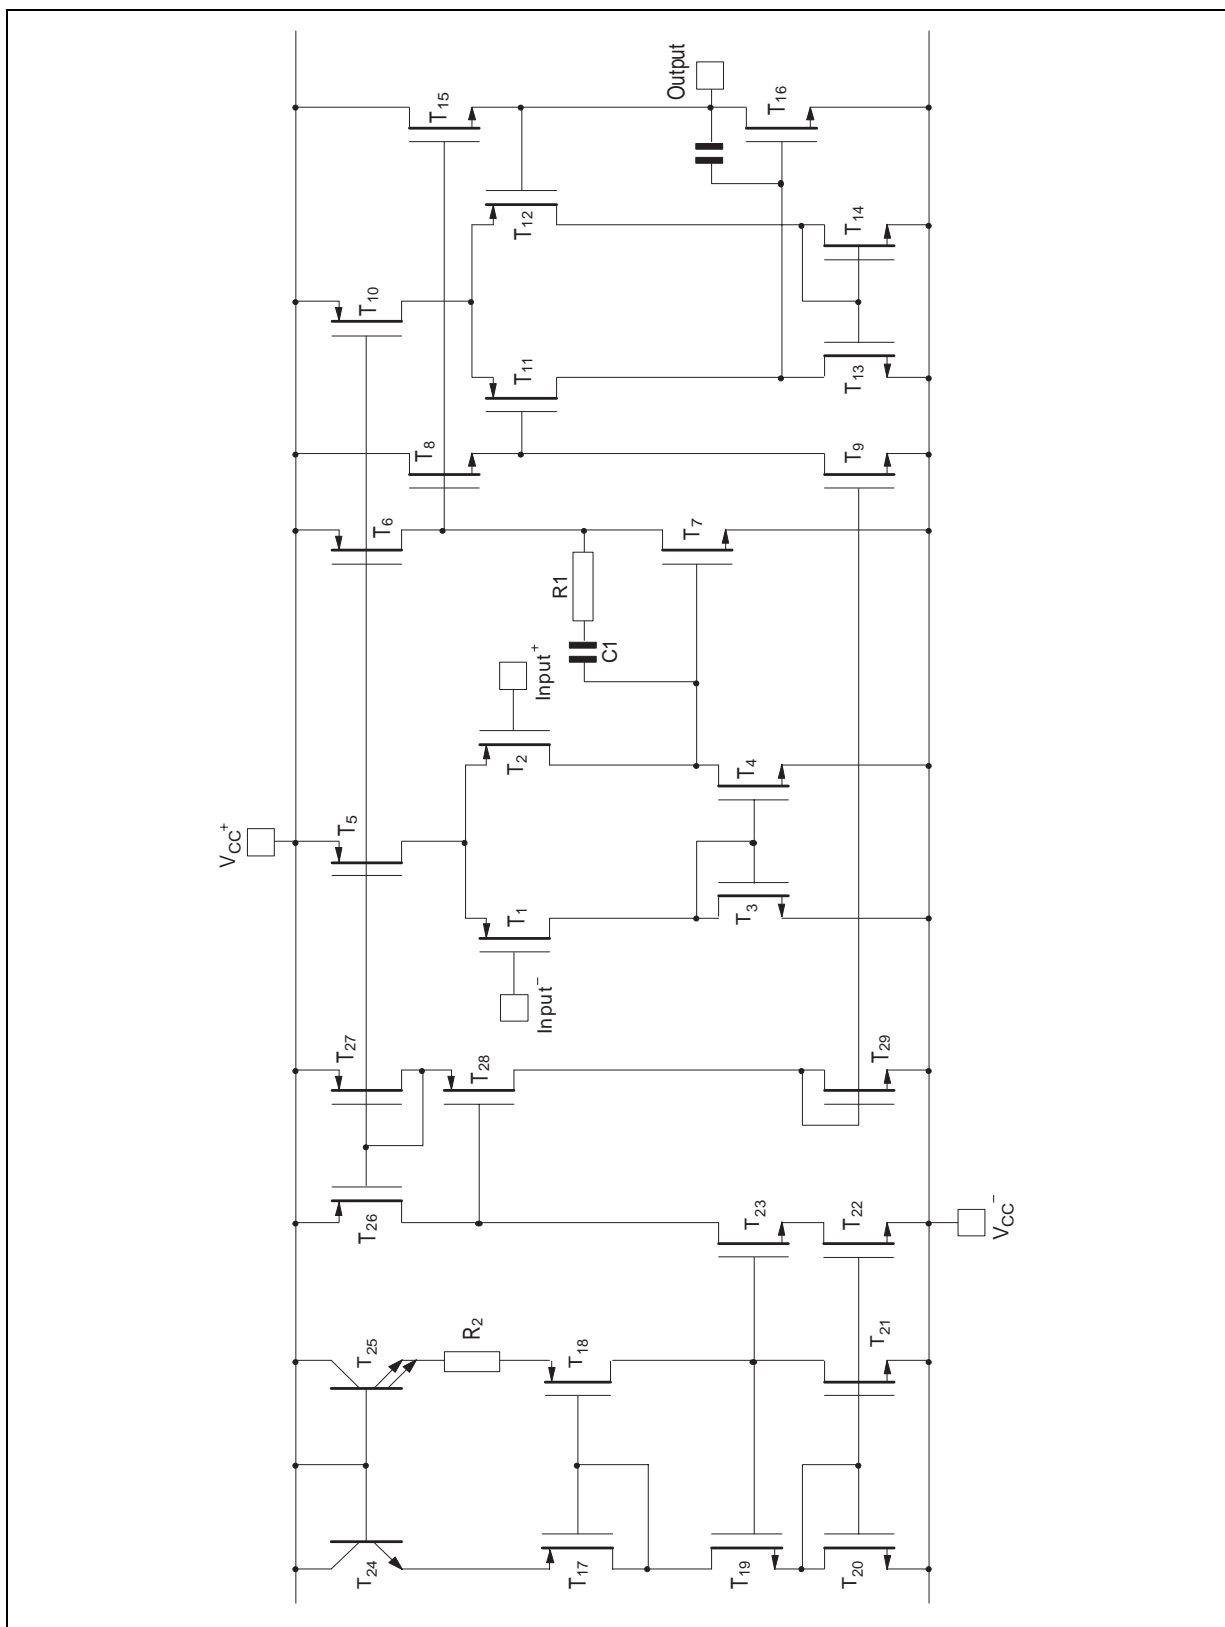 Output
T15
T16
T12
T14
T10
T11
T13
T8
T9
T6
T7
R1
C1
Input+
T2
T4
VCC+
T5
T1
T3
Input−
T27
T28
T29
T26
T23
T22
VCC−
R2
T25
T18
T21
T24
T17
T19
T20